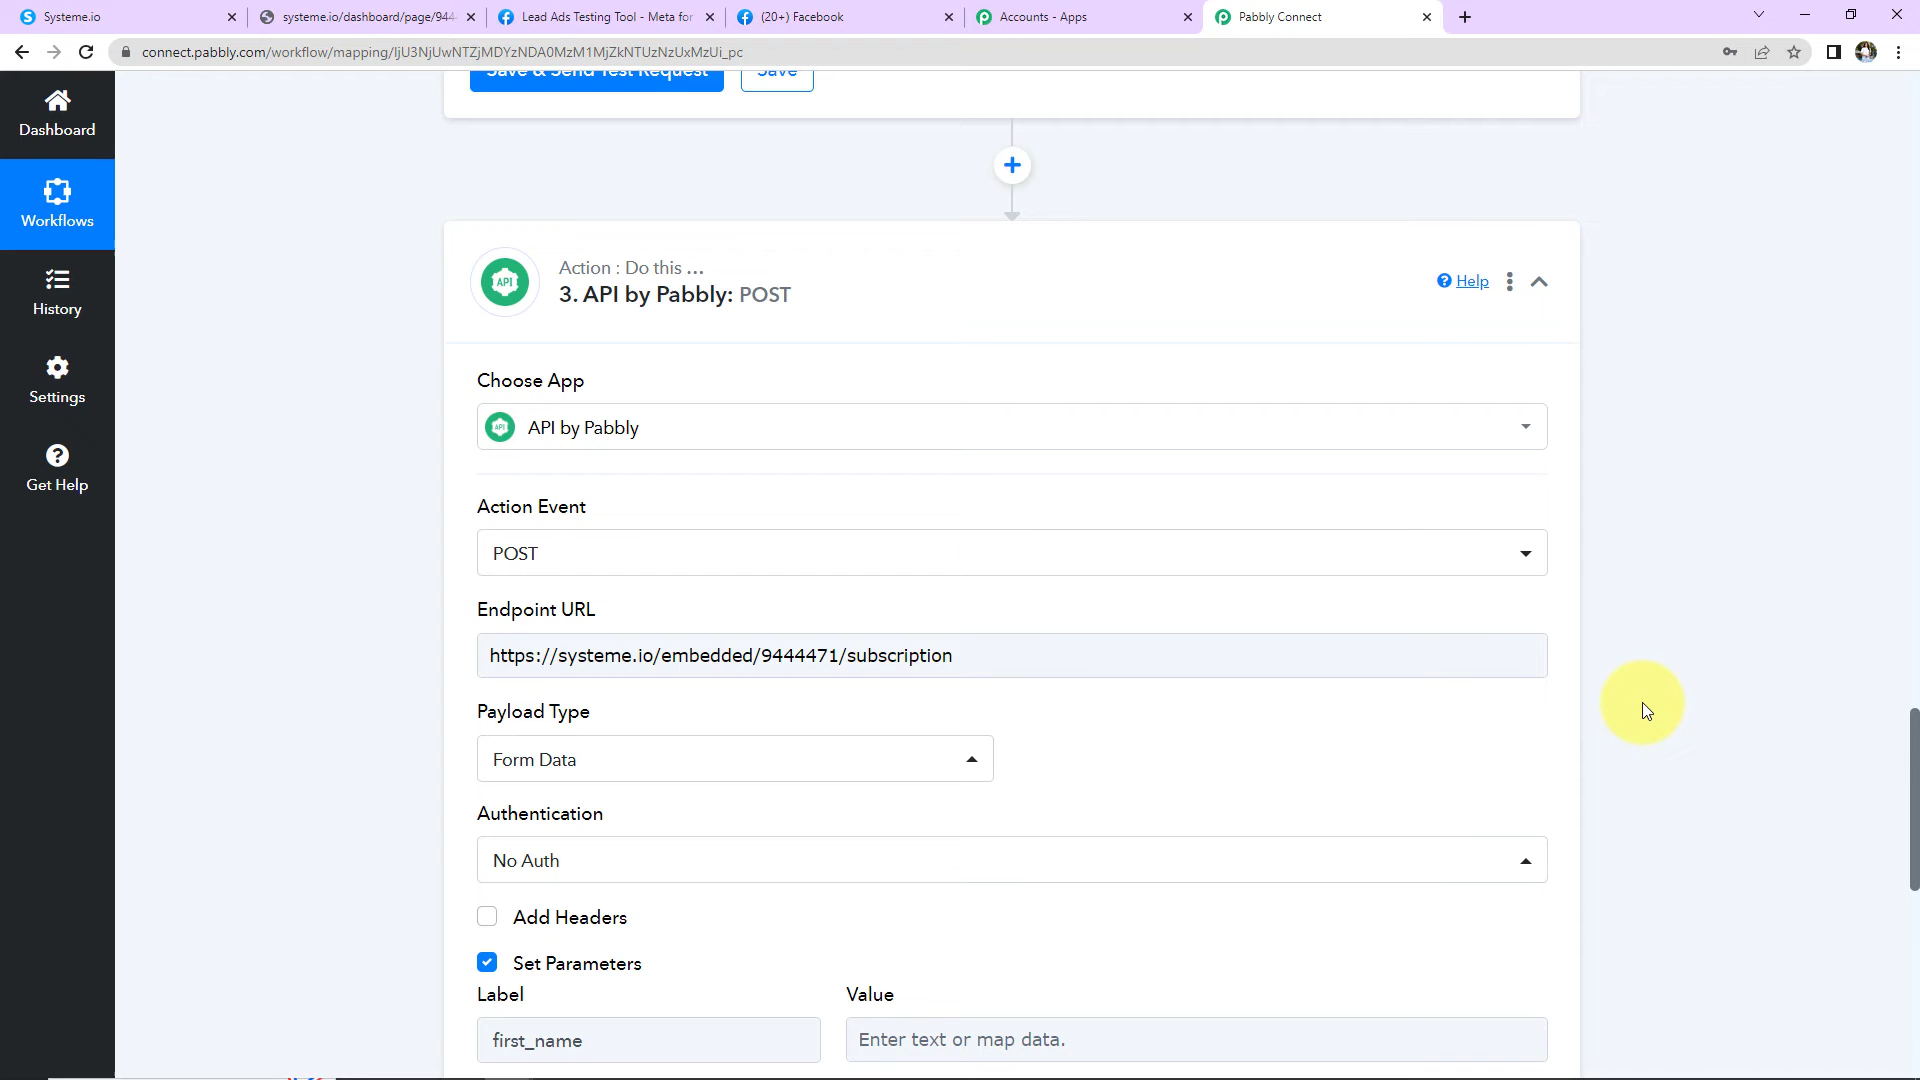 Systeme.io
systeme.io/dashboard/page/944
Lead Ads Testing Tool - Meta for
(20+) Facebook
Accounts - Apps
Pabbly Connect
connect.pabbly.com/workflow/mapping/IjU3NjUwNTZjMDYzNDA0MzM1MjZkNTUzNzUxMzUi_pc
Save & Send Test Request
Save
Dashboard
Workflows
History
Settings
Get Help
Action : Do this ...
3. API by Pabbly: POST
Help
Choose App
API by Pabbly
Action Event
POST
Endpoint URL
https://systeme.io/embedded/9444471/subscription
Payload Type
Form Data
Authentication
No Auth
Add Headers
Set Parameters
Label
Value
first_name
Enter text or map data.